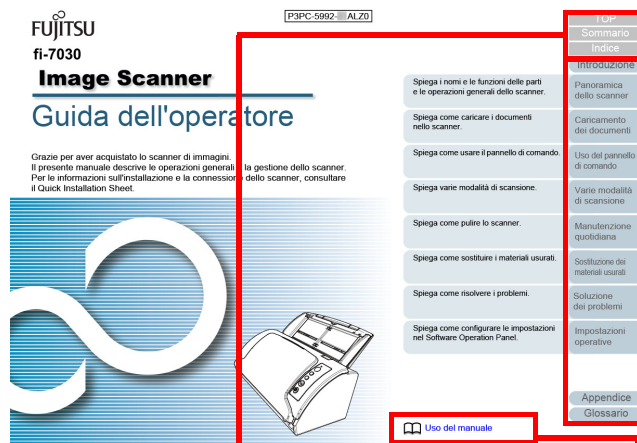 P3PC-5992- ALZ0
FUJITSU
fi-7030
Image Scanner
Guida dell'operatore
Grazie per aver acquistato lo scanner di immagini.
Il presente manuale descrive le operazioni generali e la gestione dello scanner.
Per le informazioni sull'installazione e la connessione dello scanner, consultare
il Quick Installation Sheet.
Spiega i nomi e le funzioni delle parti
e le operazioni generali dello scanner.
Spiega come caricare i documenti
nello scanner.
Spiega come usare il pannello di comando.
Spiega varie modalità di scansione.
Spiega come pulire lo scanner.
Spiega come sostituire i materiali usurati.
Spiega come risolvere i problemi.
Spiega come configurare le impostazioni
nel Software Operation Panel.
Uso del manuale
TOP
Sommario
Indice
Introduzione
Panoramica
dello scanner
Caricamento
dei documenti
Uso del pannello
di comando
Varie modalità
di scansione
Manutenzione
quotidiana
Sostituzione dei
materiali usurati
Soluzione
dei problemi
Impostazioni
operative
Appendice
Glossario